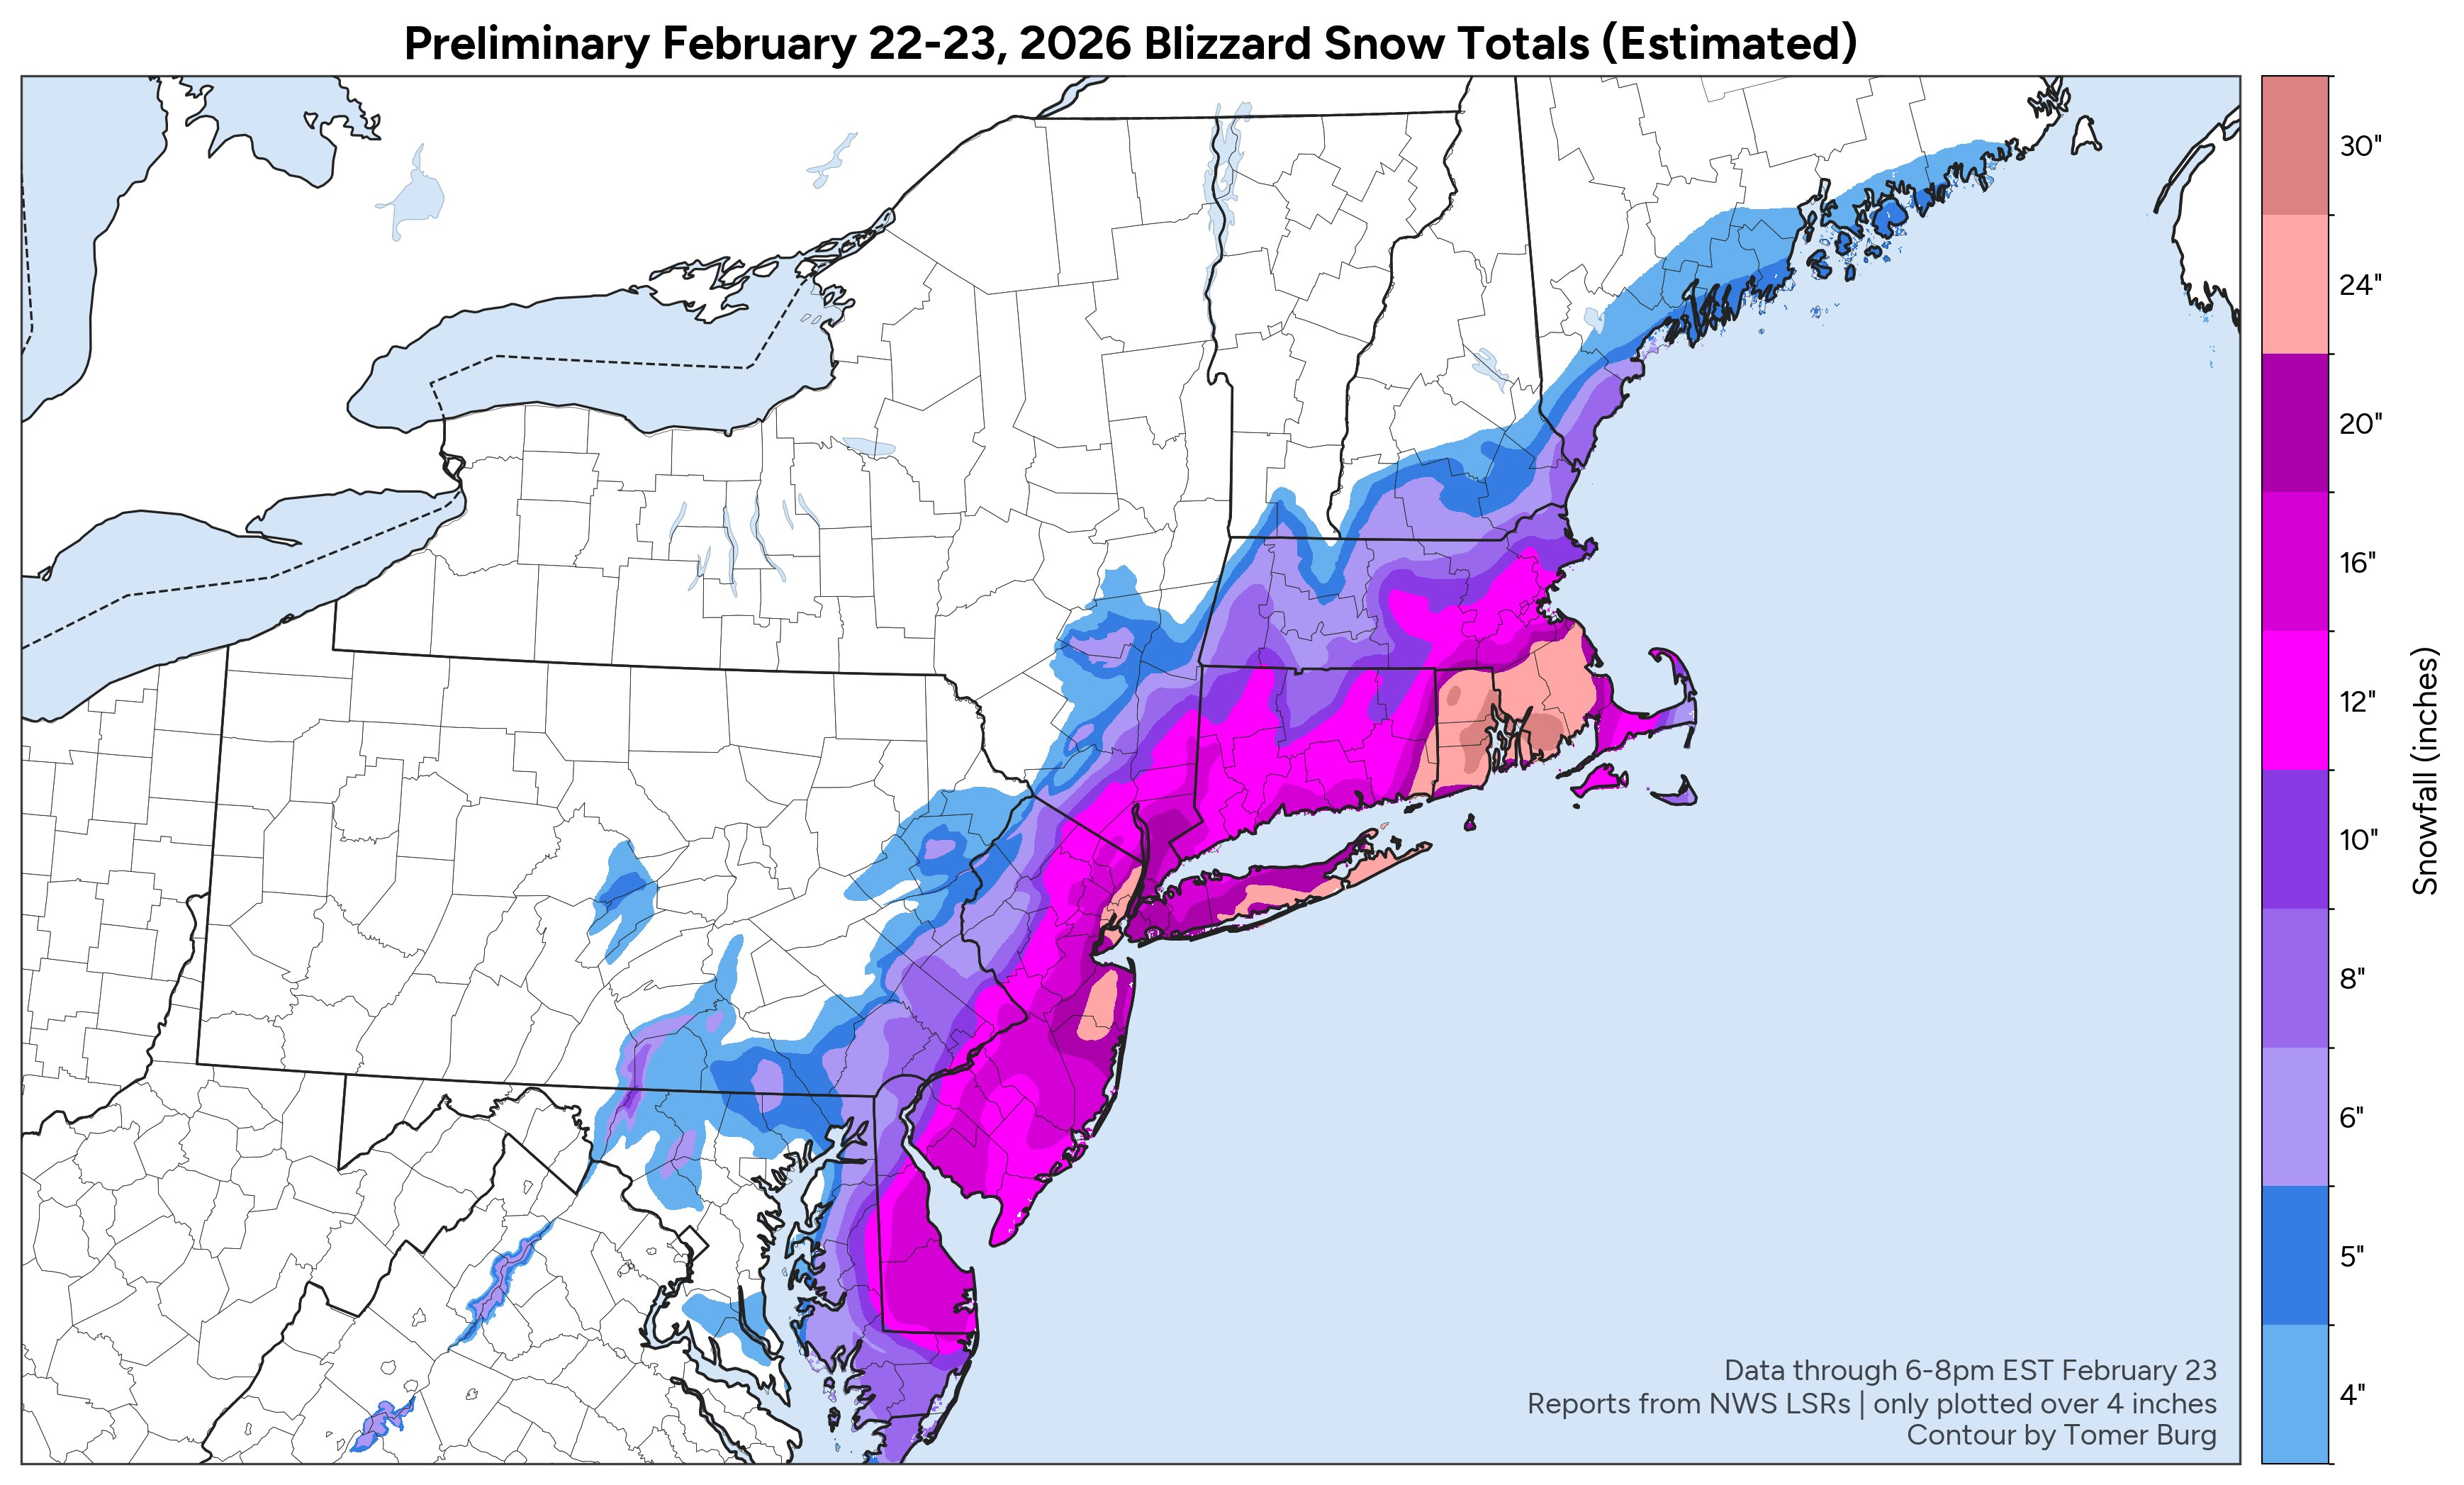 Preliminary February 22-23, 2026 Blizzard Snow Totals (Estimated)
30"
24"
20"
16"
12"
10"
8"
6"
5"
4"
Snowfall (inches)
Data through 6-8pm EST February 23
Reports from NWS LSRs | only plotted over 4 inches
Contour by Tomer Burg